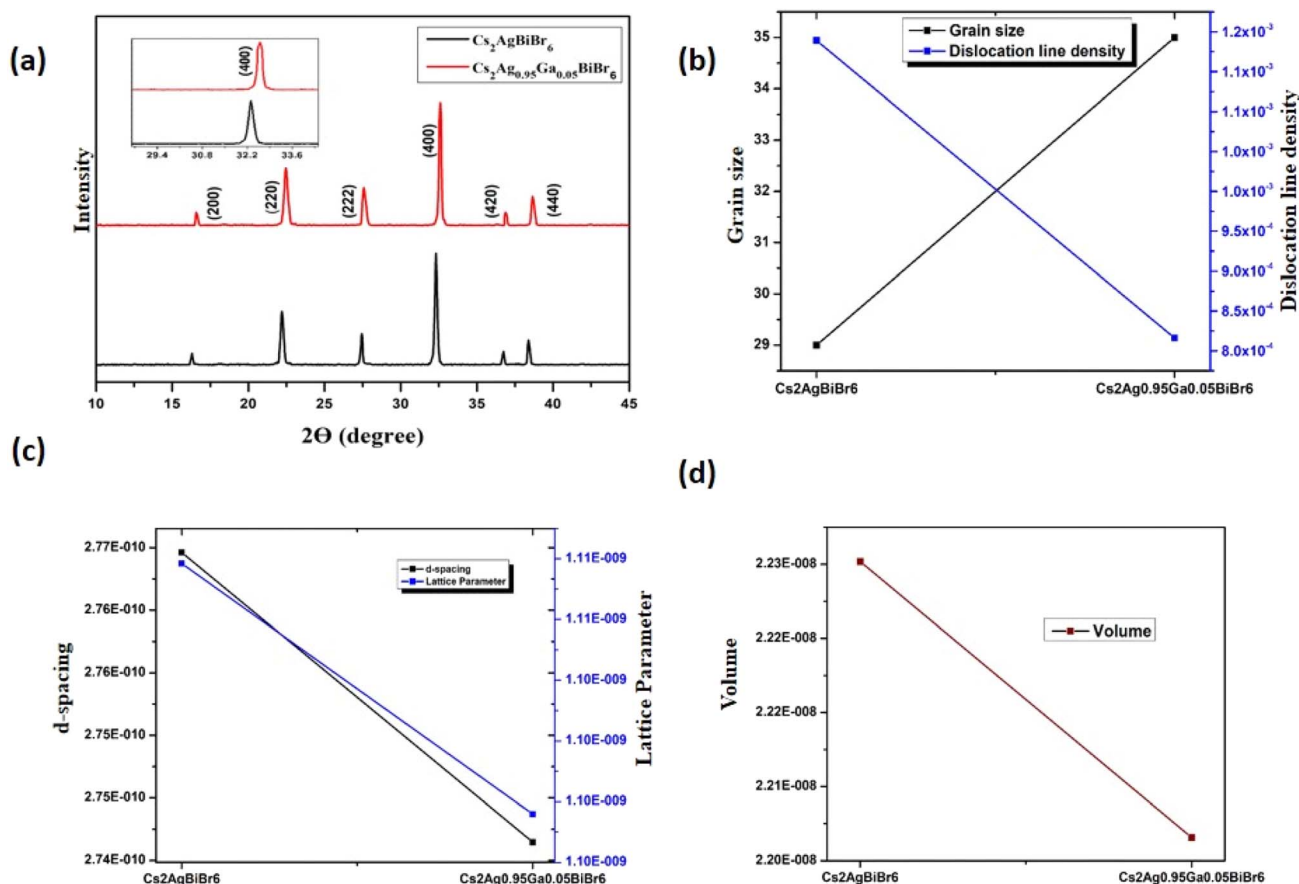 (a)
Cs₂AgBiBr₆
Cs₂Ag₀.₉₅Ga₀.₀₅BiBr₆
(400)
29.4 30.8 32.2 33.6
Intensity
(200) (220) (222) (400) (420) (440)
10 15 20 25 30 35 40 45
2Θ (degree)
(b)
Grain size
Dislocation line density
35
34
33
32
31
30
29
Grain size
1.2x10⁻³
1.1x10⁻³
1.0x10⁻³
1.0x10⁻³
9.5x10⁻⁴
9.0x10⁻⁴
8.5x10⁻⁴
8.0x10⁻⁴
Dislocation line density
Cs2AgBiBr6 Cs2Ag0.95Ga0.05BiBr6
(c)
d-spacing
Lattice Parameter
2.77E-010
2.76E-010
2.76E-010
2.75E-010
2.75E-010
2.74E-010
d-spacing
1.11E-009
1.11E-009
1.10E-009
1.10E-009
1.10E-009
1.10E-009
Lattice Parameter
Cs2AgBiBr6 Cs2Ag0.95Ga0.05BiBr6
(d)
Volume
2.23E-008
2.22E-008
2.22E-008
2.21E-008
2.20E-008
Volume
Cs2AgBiBr6 Cs2Ag0.95Ga0.05BiBr6